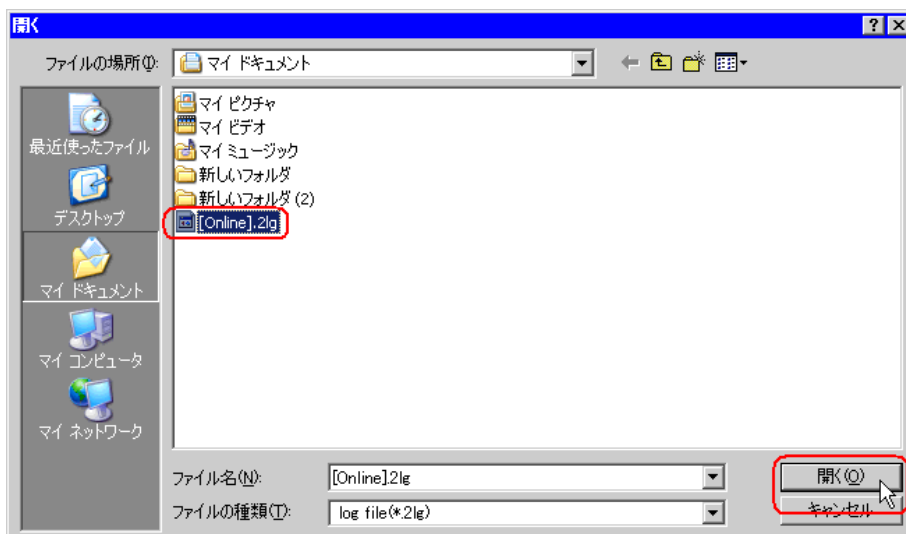 開く
ファイルの場所(I):
マイ ドキュメント
最近使ったファイル
デスクトップ
マイ ドキュメント
マイ コンピュータ
マイ ネットワーク
マイ ピクチャ
マイ ビデオ
マイ ミュージック
新しいフォルダ
新しいフォルダ (2)
[Online].2lg
ファイル名(N):
[Online].2lg
開く(O)
ファイルの種類(T):
log file(*.2lg)
キャンセル